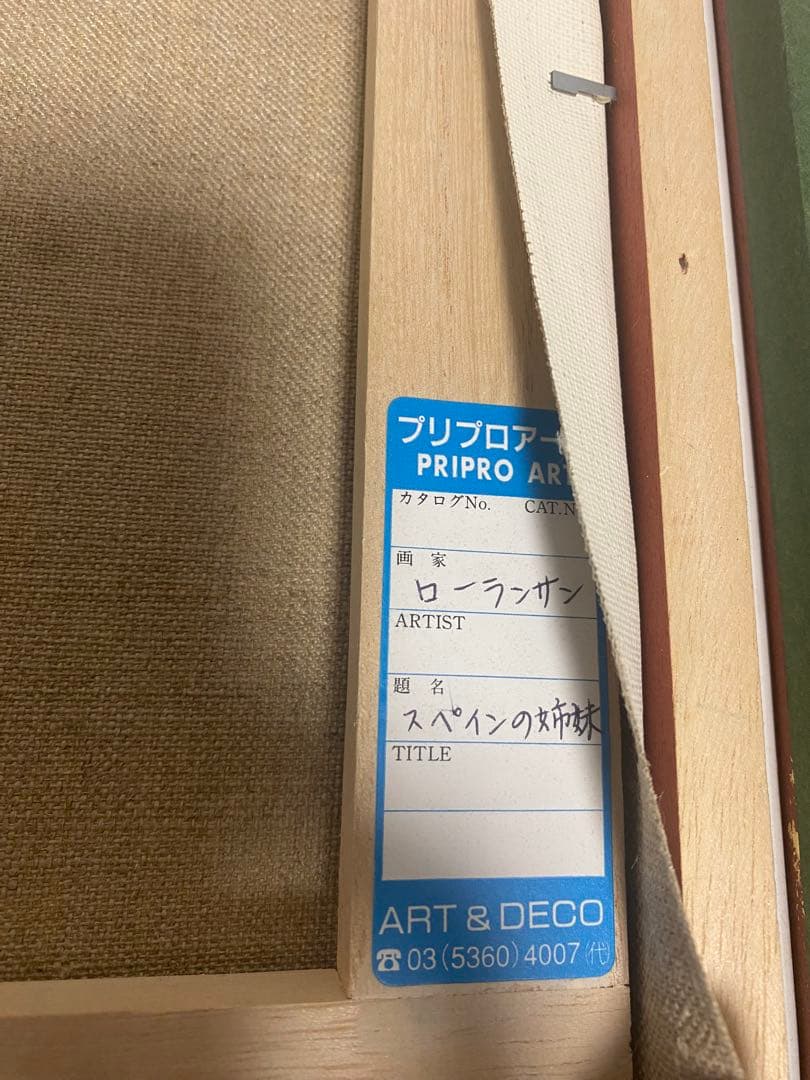 プリプロアー
PRIPRO ART
カタログNo. CAT.N
画 家
ローランサン
ARTIST
題 名
スペインの姉妹
TITLE
ART & DECO
☎ 03(5360)4007(代)